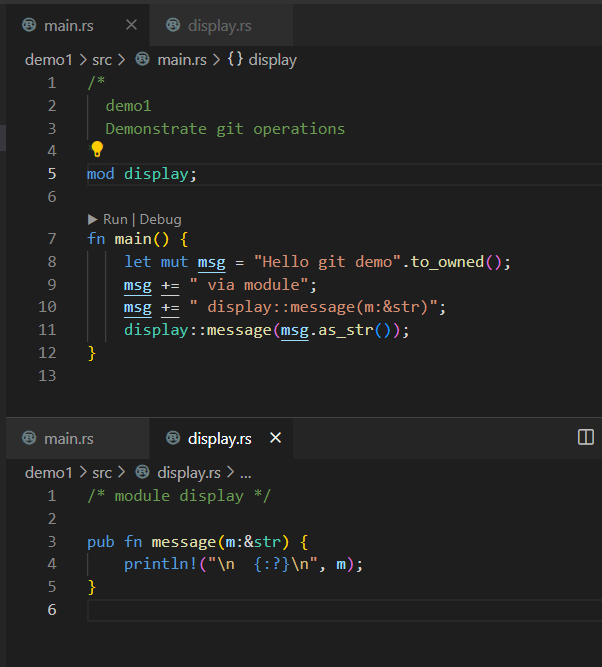 main.rs display.rs
demo1 > src > main.rs > {} display
1 /*
2   demo1
3   Demonstrate git operations
4
5 mod display;
6
▶ Run | Debug
7 fn main() {
8     let mut msg = "Hello git demo".to_owned();
9     msg += " via module";
10     msg += " display::message(m:&str)";
11     display::message(msg.as_str());
12 }
13
main.rs display.rs
demo1 > src > display.rs > ...
1 /* module display */
2
3 pub fn message(m:&str) {
4     println!("\n  {:?}\n", m);
5 }
6